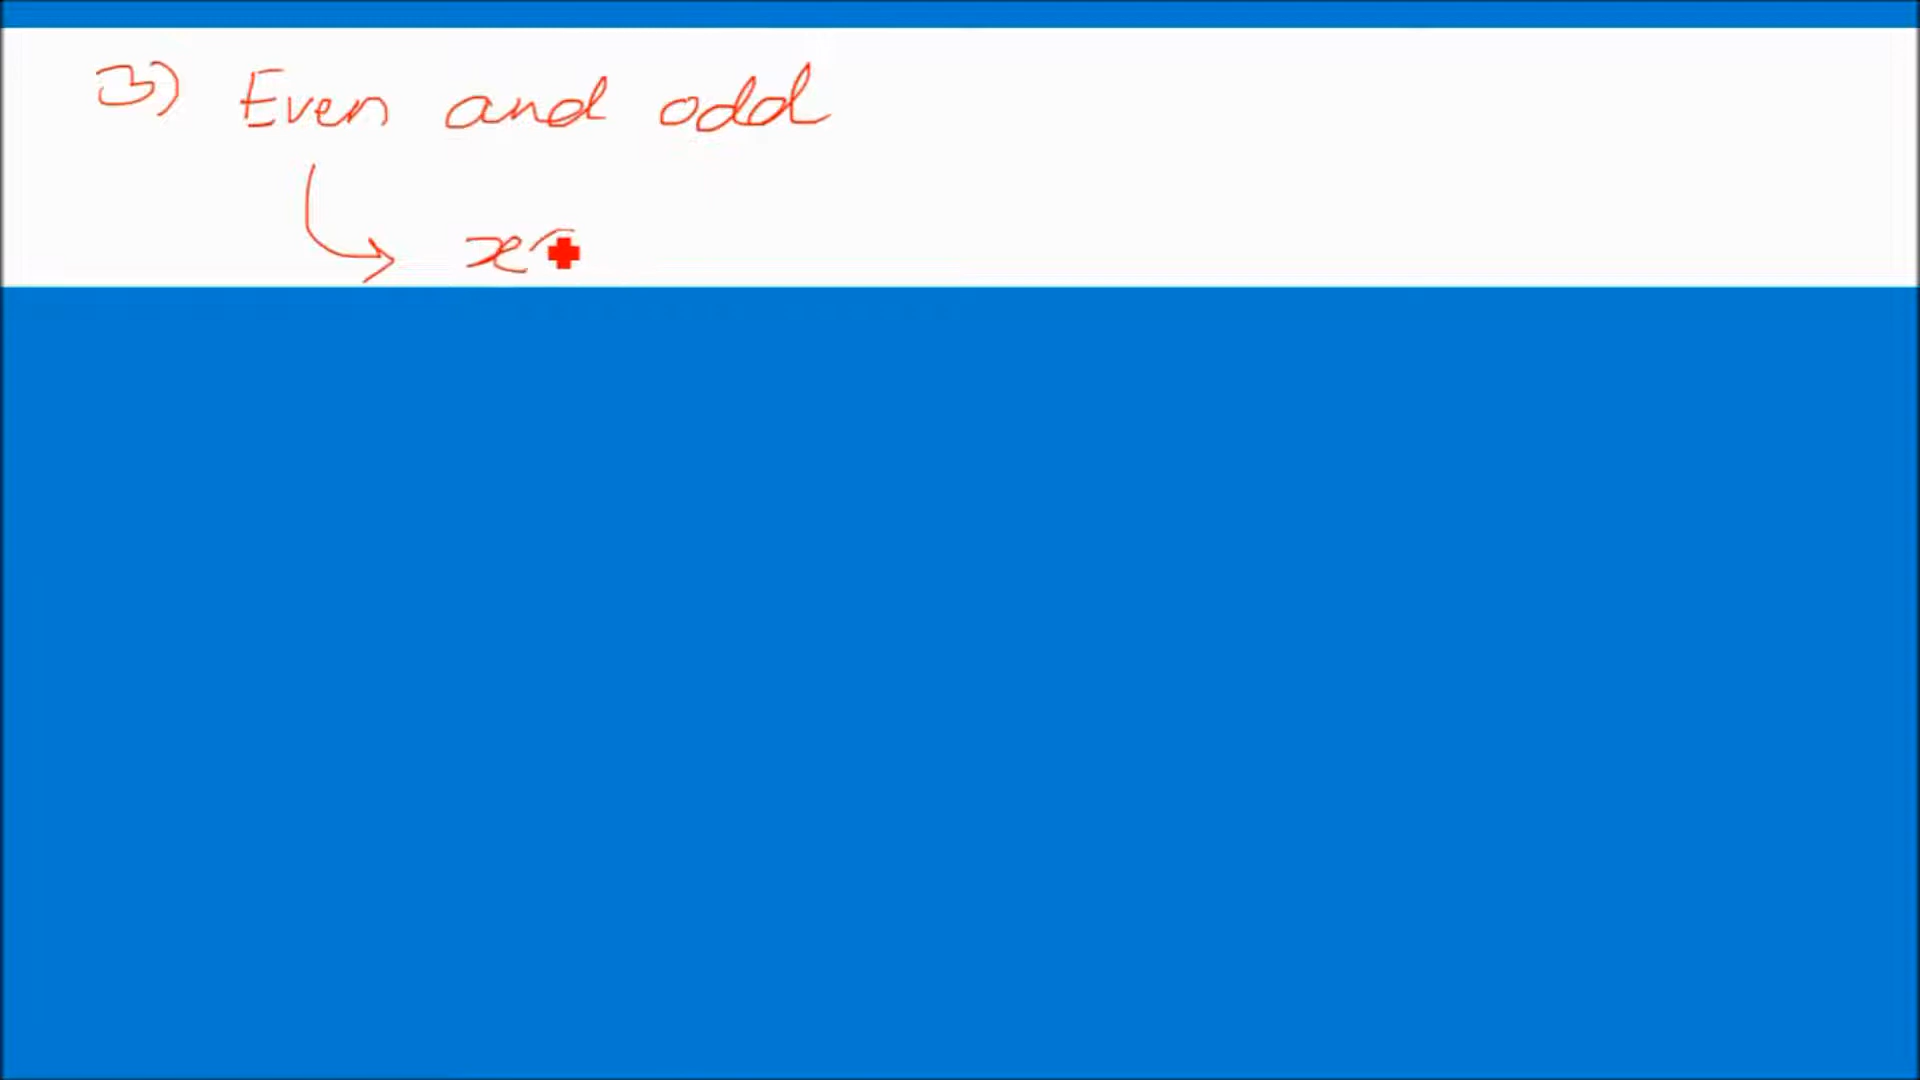 3) Even and odd
x